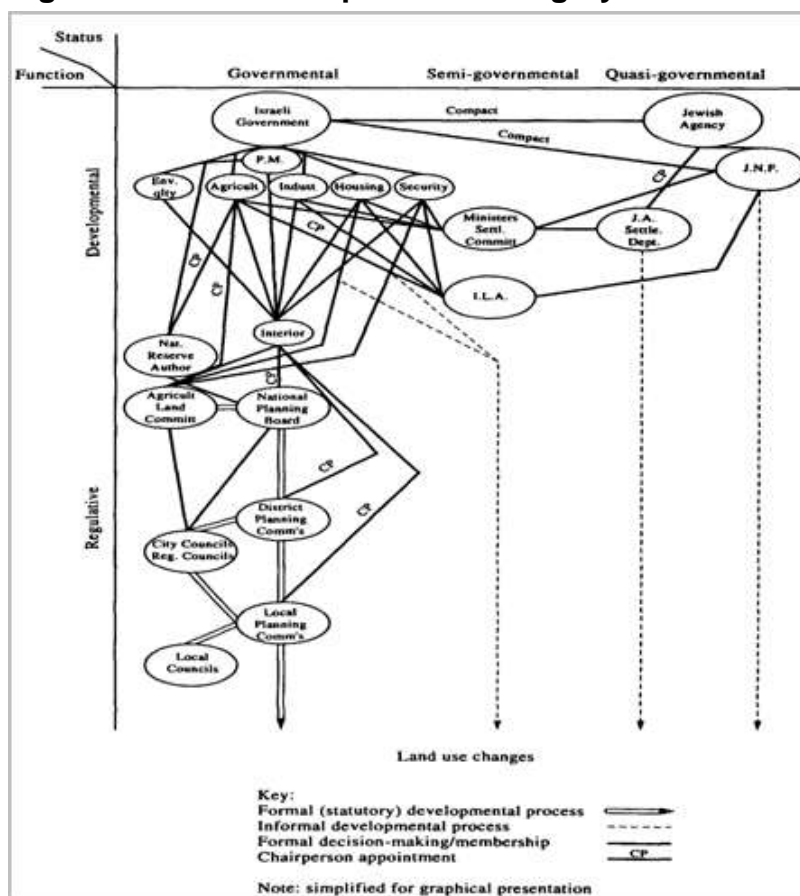 Status
Function
Governmental
Semi-governmental
Quasi-governmental
Israeli
Government
Compact
Compact
Jewish
Agency
P.M.
J.N.F.
Env.
qlty
Agricult
Indust
Housing
Security
CP
CP
Ministers
Settl.
Committ
J.A.
Settle.
Dept.
Developmental
CP
CP
I.L.A.
Interior
Nat.
Reserve
Author
CP
Agricult
Land
Committ
National
Planning
Board
CP
Regulative
District
Planning
Comm's
CP
City Councils
Reg. Councils
Local
Planning
Comm's
Local
Councils
Land use changes
Key:
Formal (statutory) developmental process
Informal developmental process
Formal decision-making/membership
Chairperson appointment
CP
Note: simplified for graphical presentation